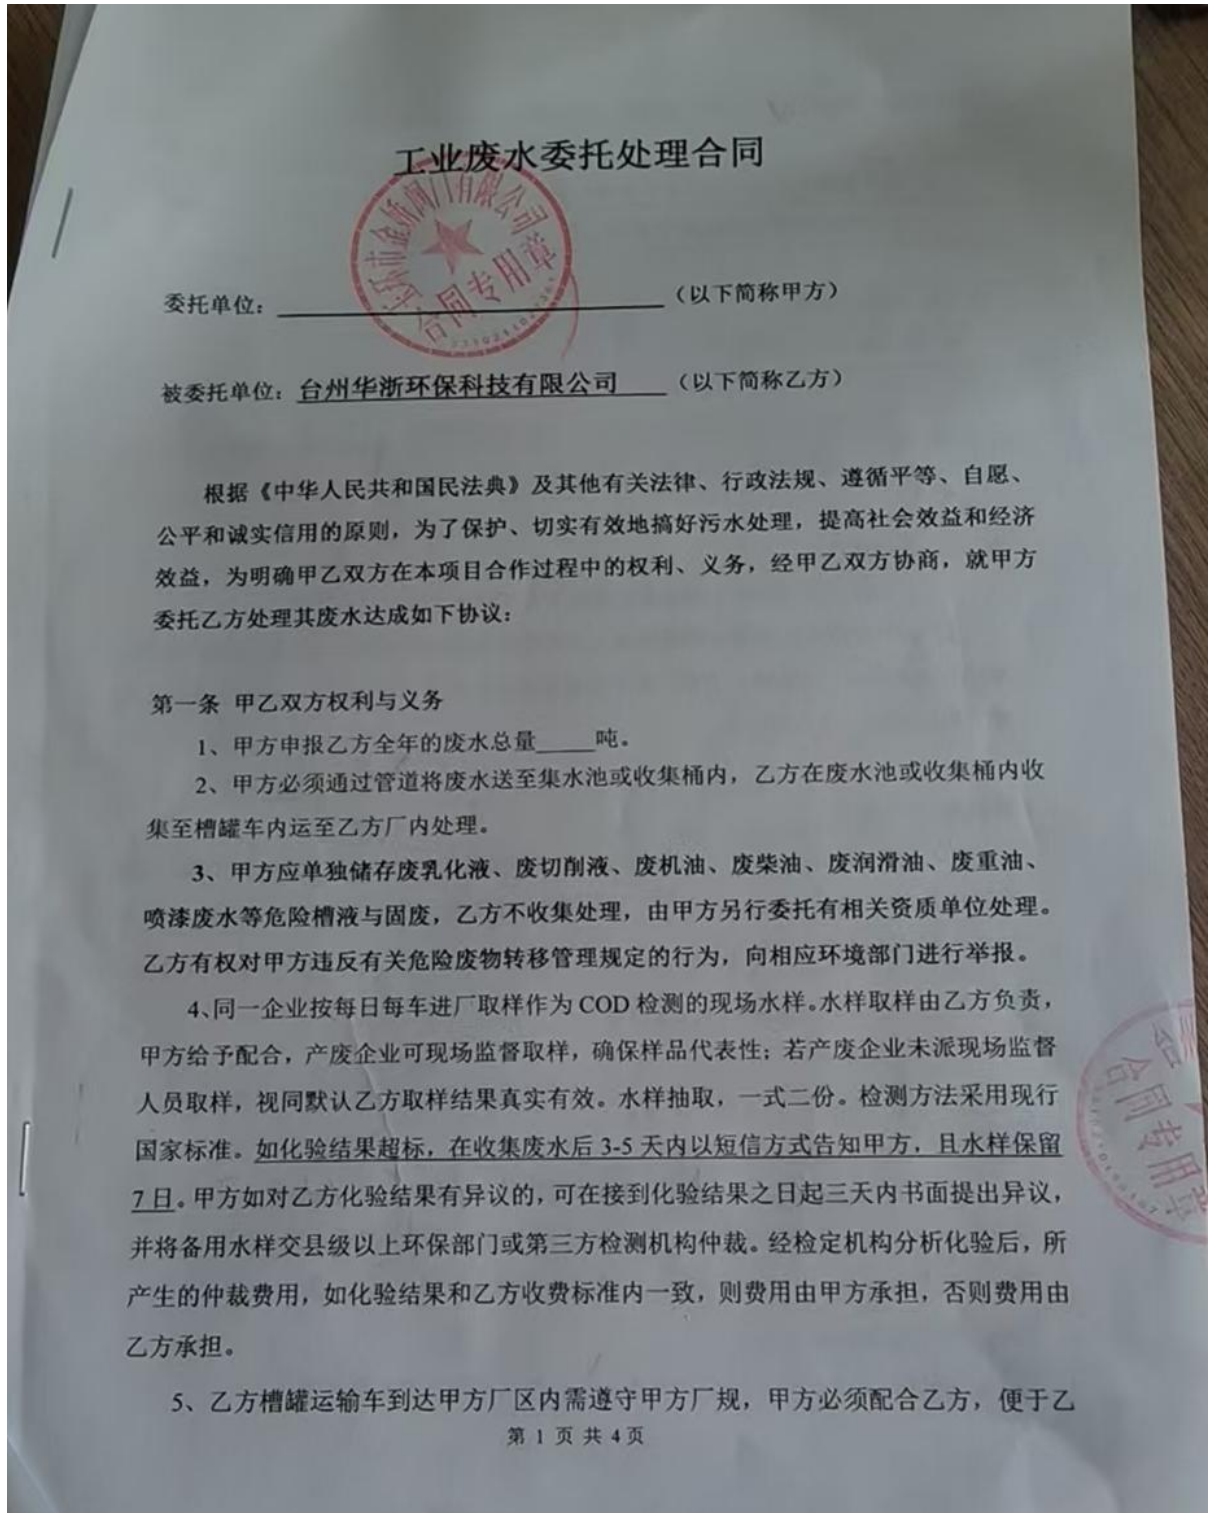 工业废水委托处理合同
有限公司
合同专用章
委托单位：（以下简称甲方）
被委托单位：台州华浙环保科技有限公司（以下简称乙方）
根据《中华人民共和国民法典》及其他有关法律、行政法规、遵循平等、自愿、
公平和诚实信用的原则，为了保护、切实有效地搞好污水处理，提高社会效益和经济
效益，为明确甲乙双方在本项目合作过程中的权利、义务，经甲乙双方协商，就甲方
委托乙方处理其废水达成如下协议：
第一条 甲乙双方权利与义务
1、甲方申报乙方全年的废水总量_____吨。
2、甲方必须通过管道将废水送至集水池或收集桶内，乙方在废水池或收集桶内收
集至槽罐车内运至乙方厂内处理。
3、甲方应单独储存废乳化液、废切削液、废机油、废柴油、废润滑油、废重油、
喷漆废水等危险槽液与固废，乙方不收集处理，由甲方另行委托有相关资质单位处理。
乙方有权对甲方违反有关危险废物转移管理规定的行为，向相应环境部门进行举报。
4、同一企业按每日每车进厂取样作为 COD 检测的现场水样。水样取样由乙方负责，
甲方给予配合，产废企业可现场监督取样，确保样品代表性；若产废企业未派现场监督
人员取样，视同默认乙方取样结果真实有效。水样抽取，一式二份。检测方法采用现行
国家标准。如化验结果超标，在收集废水后 3-5 天内以短信方式告知甲方，且水样保留
7 日。甲方如对乙方化验结果有异议的，可在接到化验结果之日起三天内书面提出异议，
并将备用水样交县级以上环保部门或第三方检测机构仲裁。经检定机构分析化验后，所
产生的仲裁费用，如化验结果和乙方收费标准内一致，则费用由甲方承担，否则费用由
乙方承担。
5、乙方槽罐运输车到达甲方厂区内需遵守甲方厂规，甲方必须配合乙方，便于乙
合同专用章
第 1 页 共 4 页